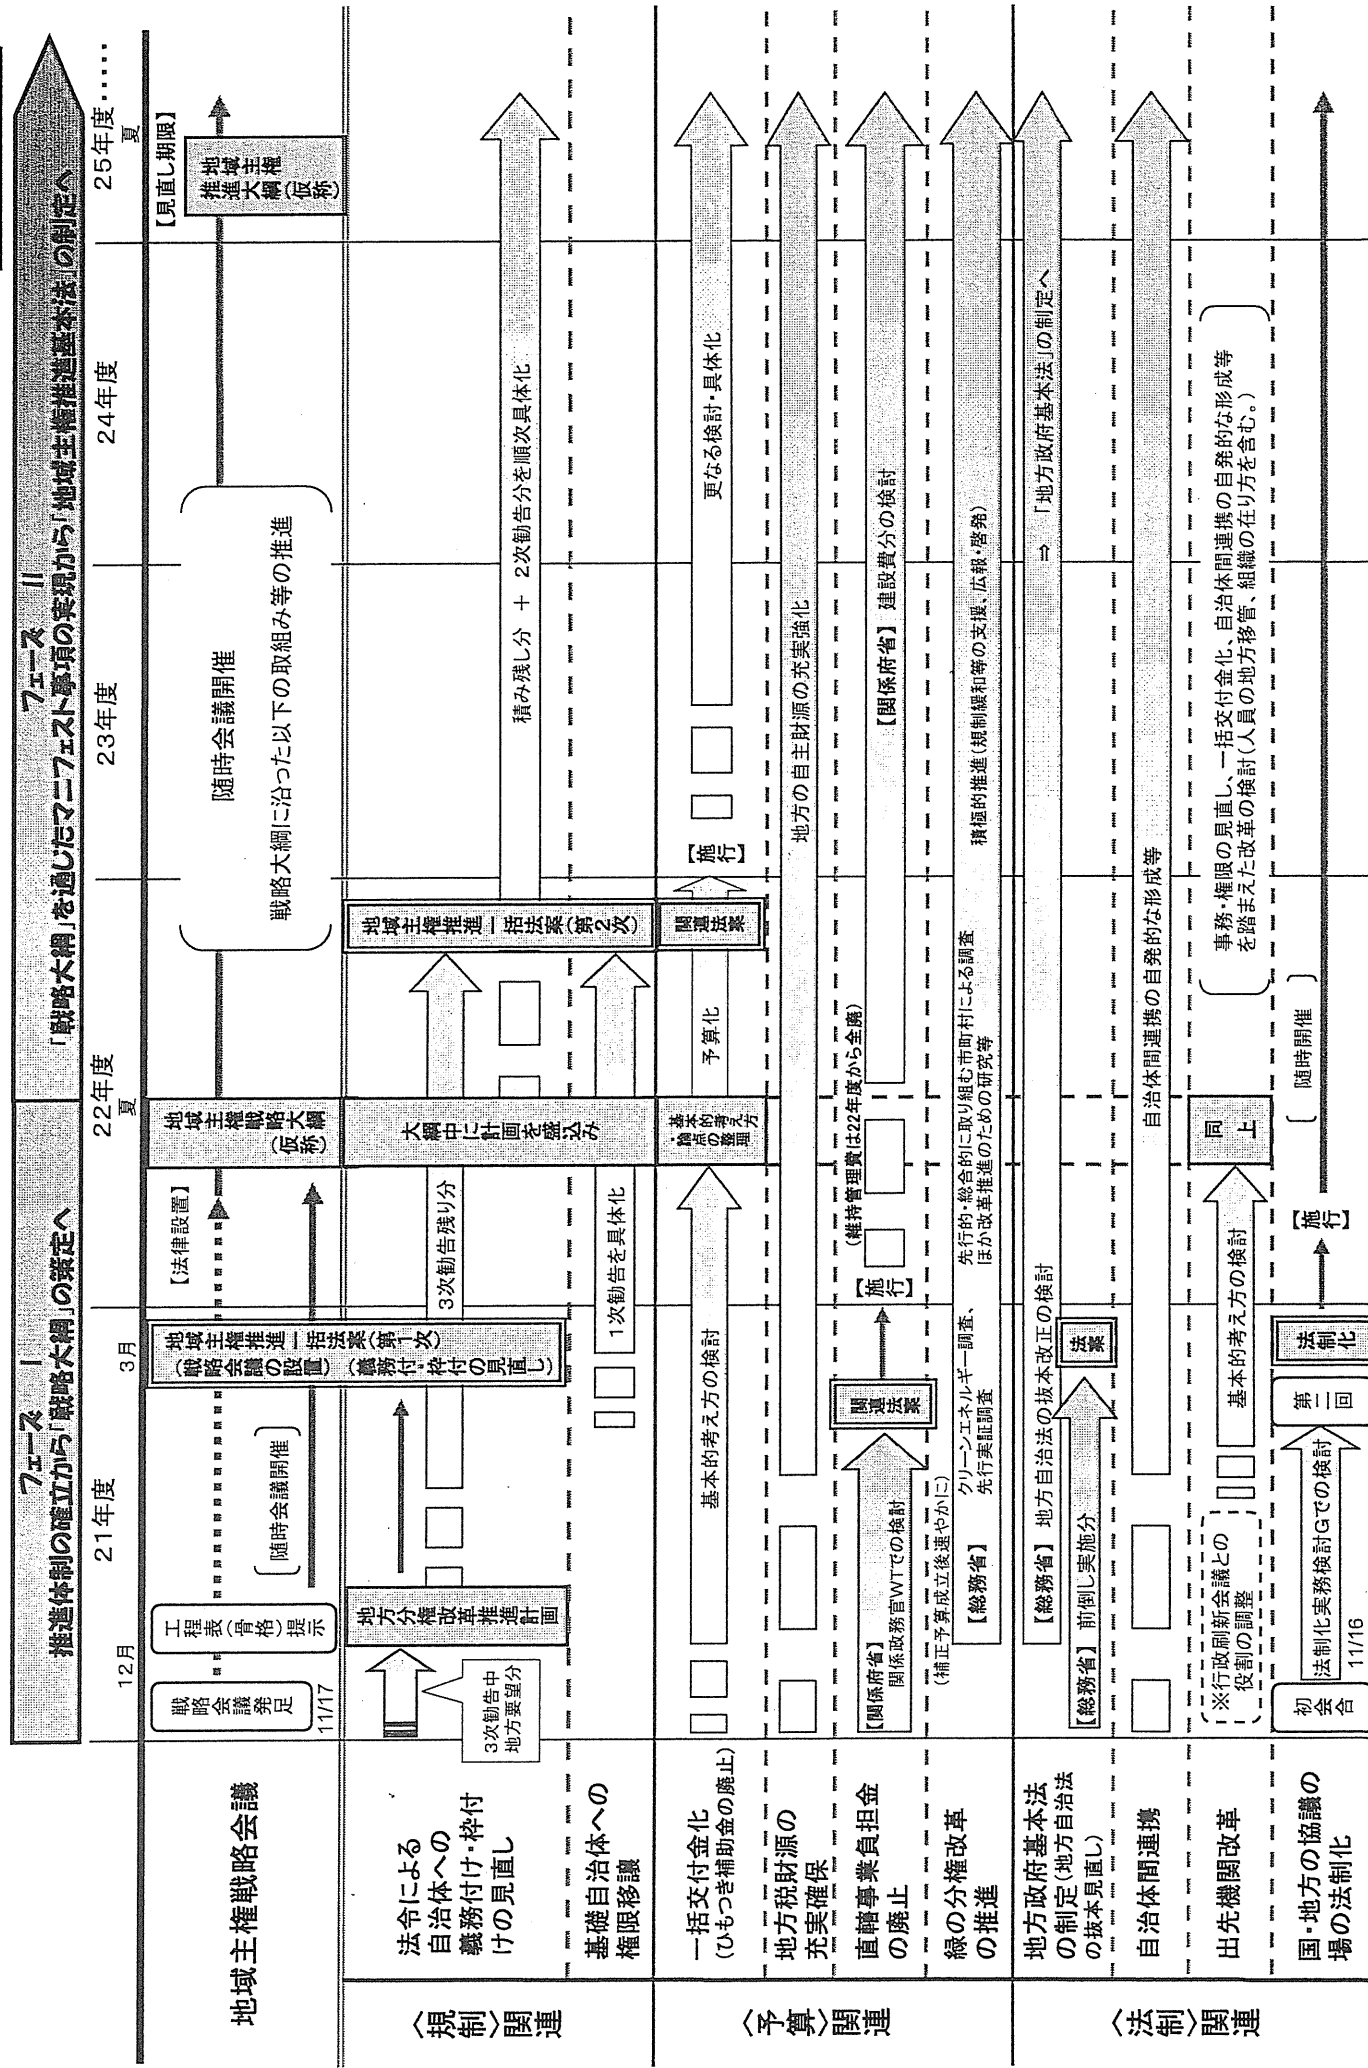 フェーズ Ⅰ
推進体制の確立から「戦略大綱」の策定へ
フェーズ Ⅱ
「戦略大綱」を通じたマニフェスト事項の実現から「地域主権推進基本法」の制定へ
21年度
22年度
23年度
24年度
25年度・・・・・
12月
3月
夏
夏
地域主権戦略会議
戦略会議発足
11/17
工程表(骨格)提示
随時会議開催
地域主権推進一括法案(第1次)
(戦略会議の設置)
(義務付・枠付の見直し)
【法律設置】
地域主権戦略大綱
(仮称)
随時会議開催
戦略大綱に沿った以下の取組み等の推進
【見直し期限】
地域主権
推進大綱(仮称)
〈規制〉関連
法令による
自治体への
義務付け・枠付
けの見直し
3次勧告中
地方要望分
地方分権改革推進計画
3次勧告残り分
大綱中に計画を盛込み
地域主権推進一括法案(第2次)
積み残し分 + 2次勧告分を順次具体化
基礎自治体への
権限移譲
1次勧告を具体化
〈予算〉関連
一括交付金化
(ひもつき補助金の廃止)
基本的考え方の検討
基本的考え方
・論点の整理
予算化
関連法案
【施行】
更なる検討・具体化
地方税財源の
充実確保
地方の自主財源の充実強化
直轄事業負担金
の廃止
【関係府省】
関係政務官WTでの検討
関連法案
【施行】
(維持管理費は22年度から全廃)
【関係府省】 建設費分の検討
緑の分権改革
の推進
(補正予算成立後速やかに)
【総務省】
クリーンエネルギー調査、
先行実証調査
先行的・総合的に取り組む市町村による調査
ほか改革推進のための研究等
積極的推進(規制緩和等の支援、広報・啓発)
〈法制〉関連
地方政府基本法
の制定(地方自治法
の抜本見直し)
【総務省】 地方自治法の抜本改正の検討
⇒ 「地方政府基本法」の制定へ
【総務省】 前倒し実施分
法案
自治体間連携
自治体間連携の自発的な形成等
出先機関改革
※行政刷新会議との
役割の調整
基本的考え方の検討
同上
事務・権限の見直し、一括交付金化、自治体間連携の自発的な形成等
を踏まえた改革の検討(人員の地方移管、組織の在り方を含む。)
国・地方の協議の
場の法制化
初会合
11/16
法制化実務検討Gでの検討
第二回
法制化
【施行】
随時開催